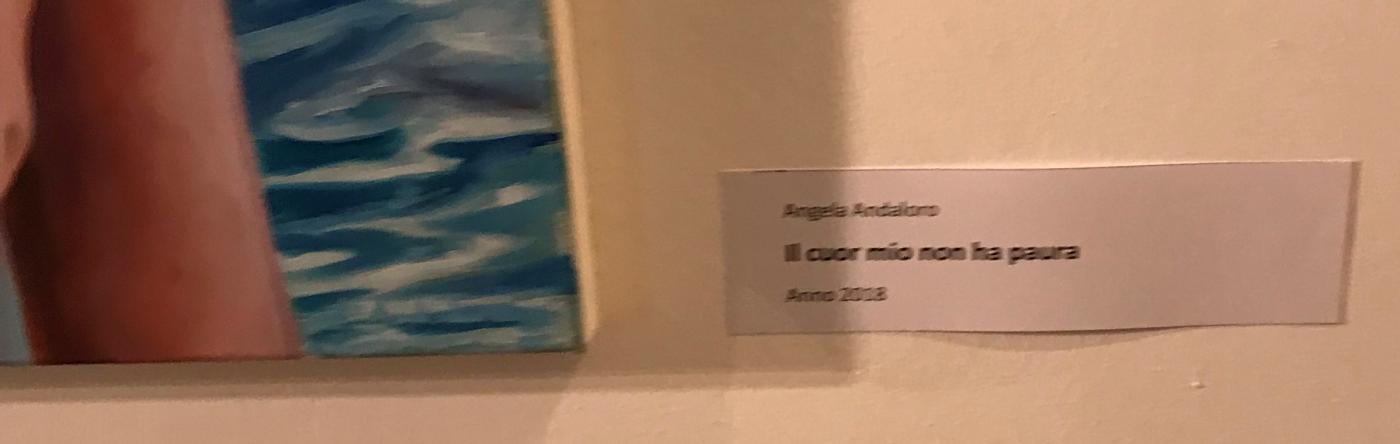 Angela Andaloro
Il cuor mio non ha paura
Anno 2018